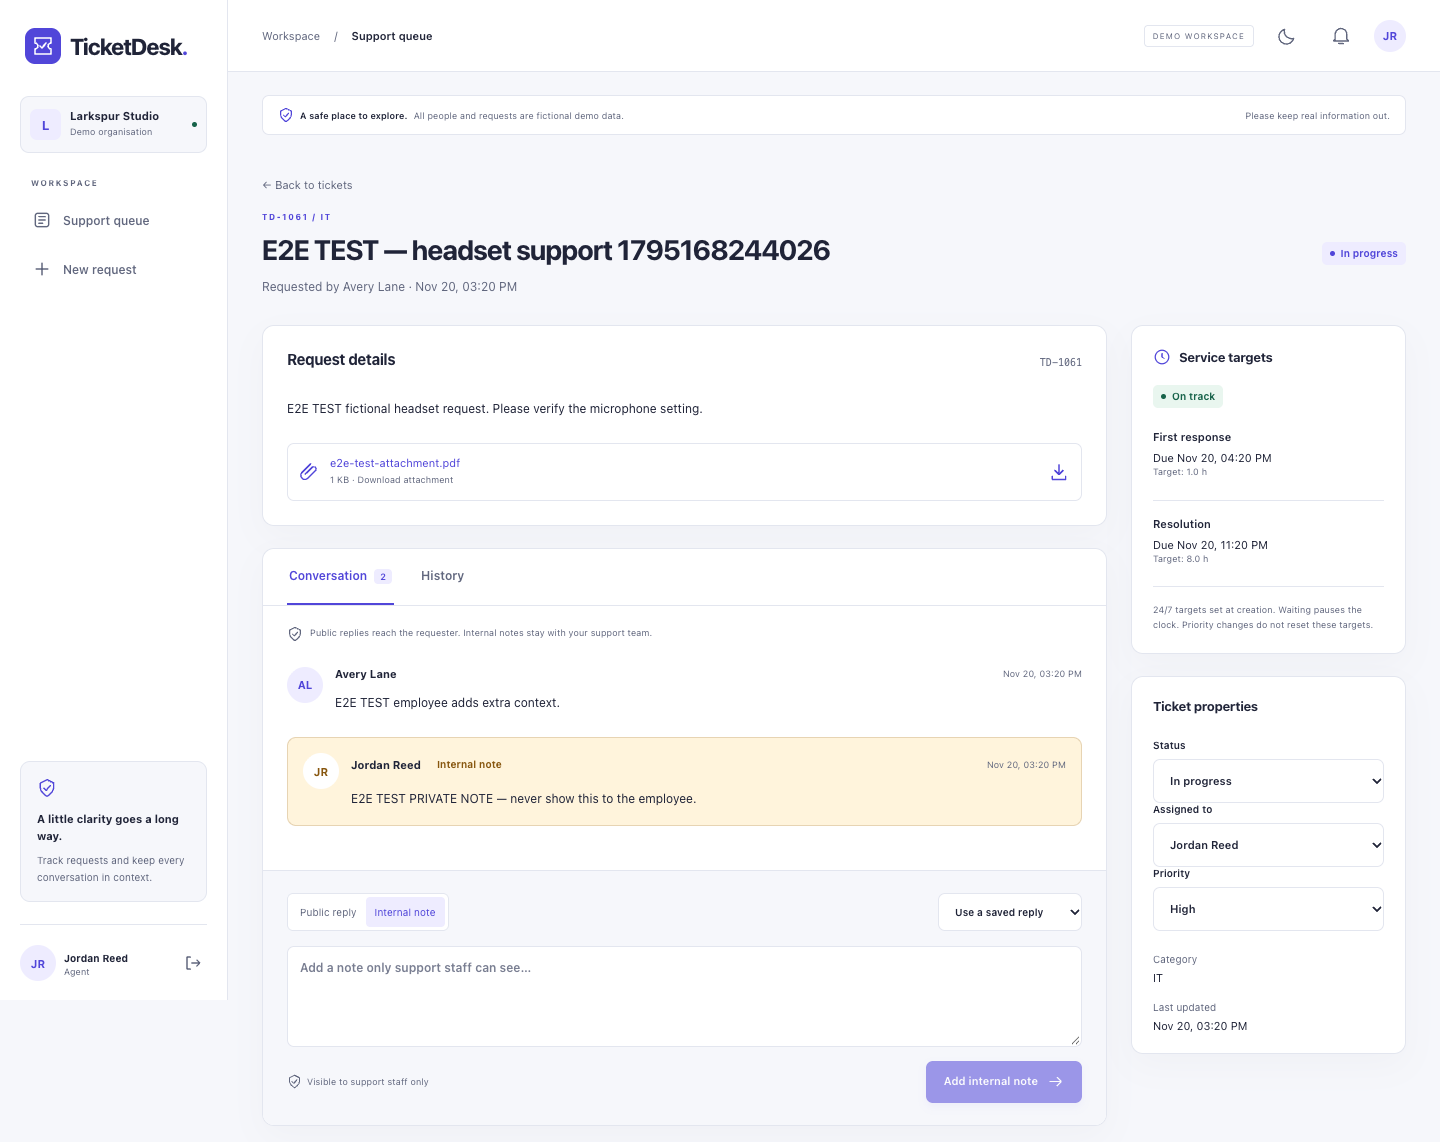 TicketDesk.
L
Larkspur Studio
Demo organisation
WORKSPACE
Support queue
New request
A little clarity goes a long
way.
Track requests and keep every
conversation in context.
JR
Jordan Reed
Agent
Workspace / Support queue
DEMO WORKSPACE
JR
A safe place to explore. All people and requests are fictional demo data.
Please keep real information out.
← Back to tickets
TD-1061 / IT
E2E TEST — headset support 1795168244026
In progress
Requested by Avery Lane · Nov 20, 03:20 PM
Request details
TD-1061
E2E TEST fictional headset request. Please verify the microphone setting.
e2e-test-attachment.pdf
1 KB · Download attachment
Conversation 2
History
Public replies reach the requester. Internal notes stay with your support team.
AL
Avery Lane
Nov 20, 03:20 PM
E2E TEST employee adds extra context.
JR
Jordan Reed
Internal note
Nov 20, 03:20 PM
E2E TEST PRIVATE NOTE — never show this to the employee.
Public reply
Internal note
Use a saved reply
Add a note only support staff can see...
Visible to support staff only
Add internal note →
Service targets
On track
First response
Due Nov 20, 04:20 PM
Target: 1.0 h
Resolution
Due Nov 20, 11:20 PM
Target: 8.0 h
24/7 targets set at creation. Waiting pauses the
clock. Priority changes do not reset these targets.
Ticket properties
Status
In progress
Assigned to
Jordan Reed
Priority
High
Category
IT
Last updated
Nov 20, 03:20 PM